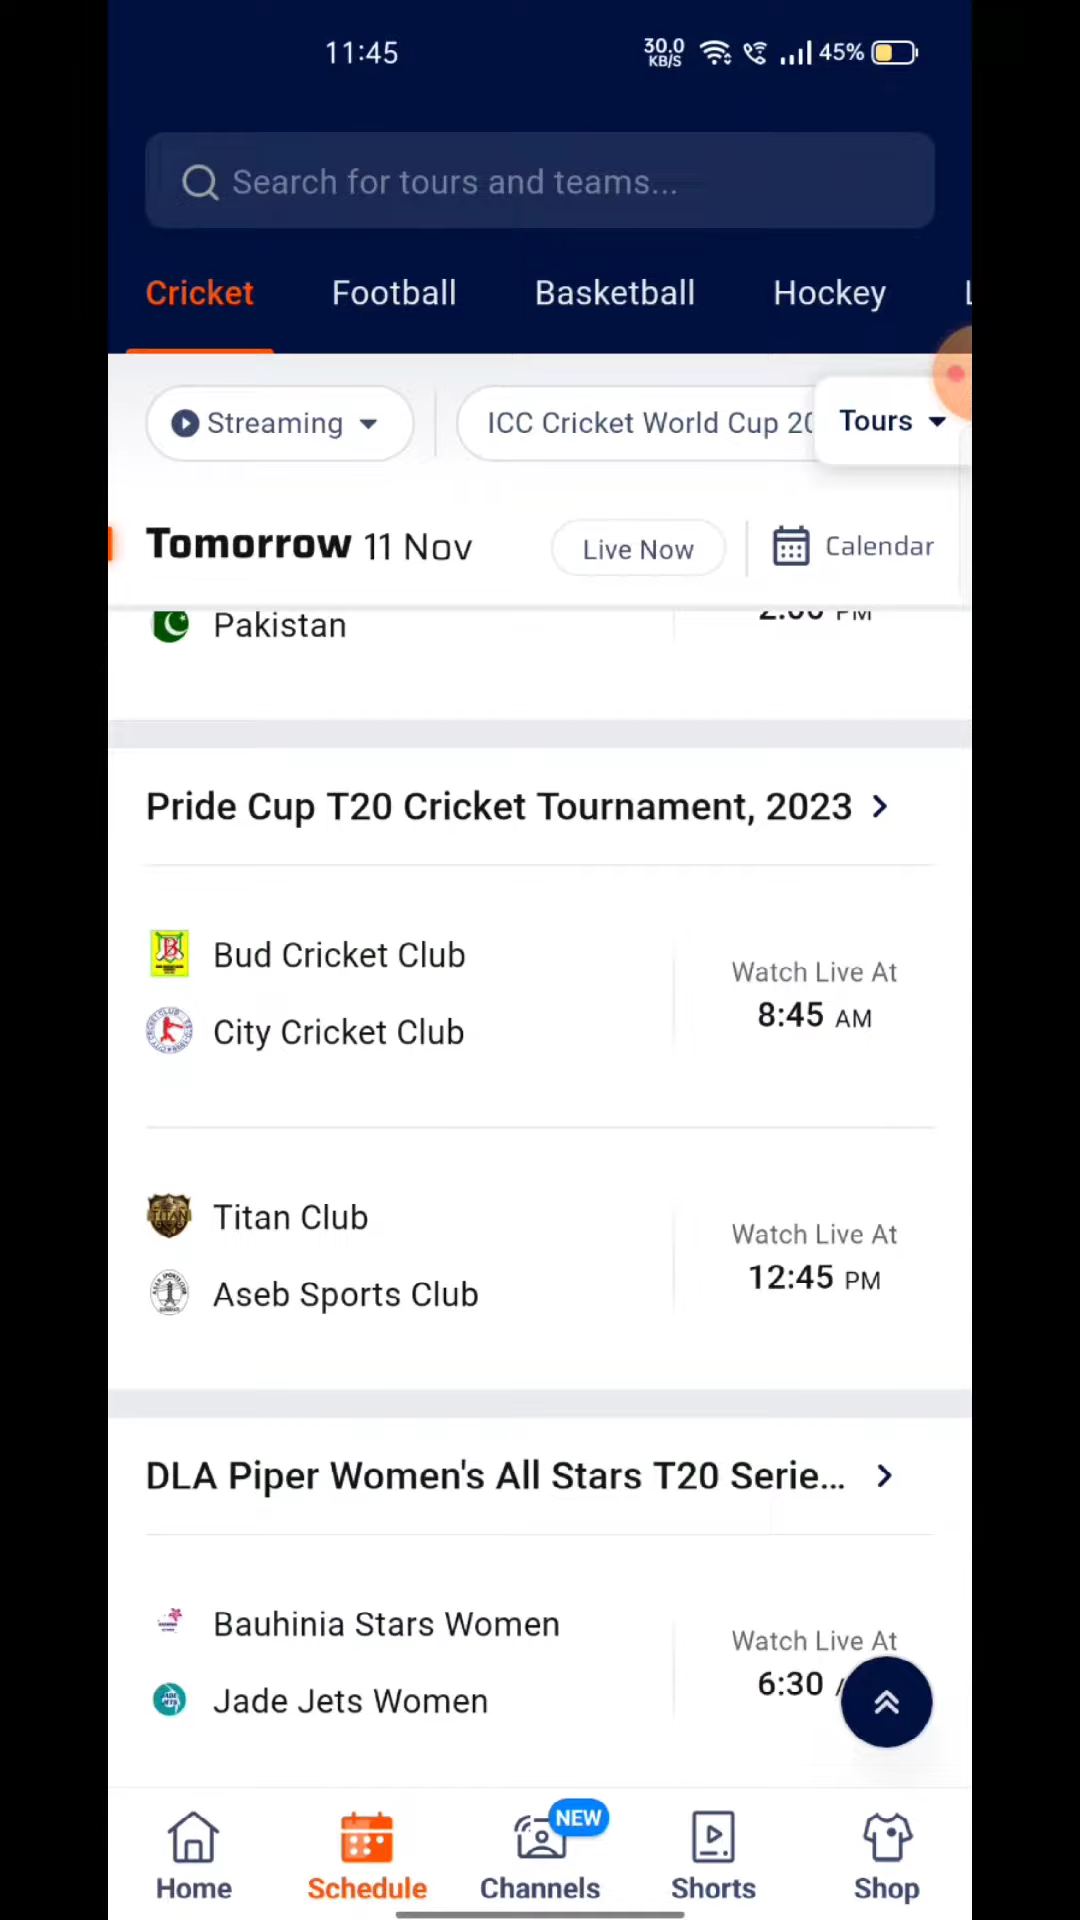 11:45
30.0
KB/S
45%
Search for tours and teams...
Cricket Football Basketball Hockey
Streaming
ICC Cricket World Cup 20
Tours
Tomorrow 11 Nov
Live Now
Calendar
Pakistan
2:00 PM
Pride Cup T20 Cricket Tournament, 2023
Bud Cricket Club
City Cricket Club
Watch Live At
8:45 AM
Titan Club
Aseb Sports Club
Watch Live At
12:45 PM
DLA Piper Women's All Stars T20 Serie...
Bauhinia Stars Women
Jade Jets Women
Watch Live At
6:30
NEW
Home Schedule Channels Shorts Shop